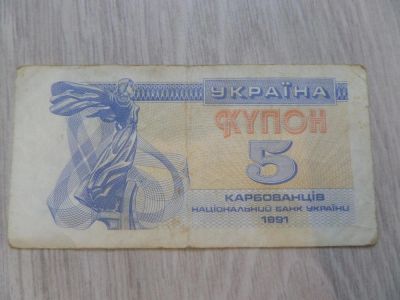 УКРАЇНА
КУПОН
5
КАРБОВАНЦІВ
НАЦІОНАЛЬНИЙ БАНК УКРАЇНИ
1991